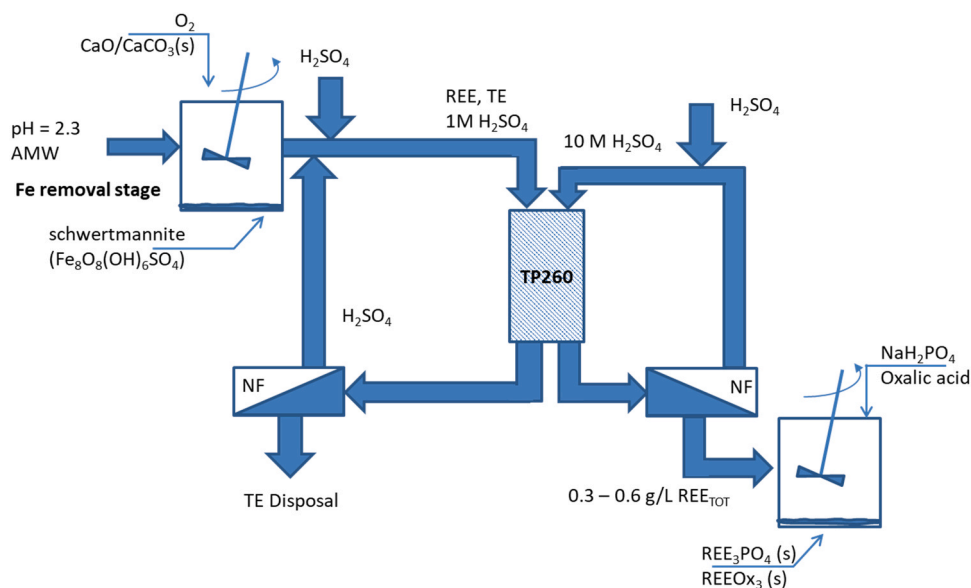 O₂
CaO/CaCO₃(s)
H₂SO₄
REE, TE
1M H₂SO₄
H₂SO₄
10 M H₂SO₄
pH = 2.3
AMW
Fe removal stage
schwertmannite
(Fe₈O₈(OH)₆SO₄)
TP260
H₂SO₄
NF
NF
NaH₂PO₄
Oxalic acid
TE Disposal
0.3 – 0.6 g/L REE_TOT
REE₃PO₄ (s)
REEOx₃ (s)